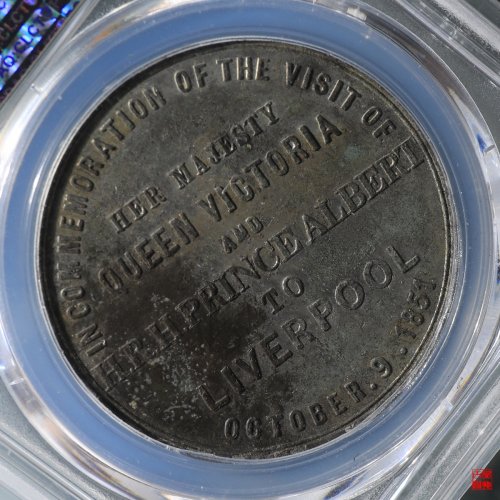 IN COMMEMORATION OF THE VISIT OF
HER MAJESTY
QUEEN VICTORIA
AND
H.R.H. PRINCE ALBERT
TO
LIVERPOOL
OCTOBER. 9. 1851